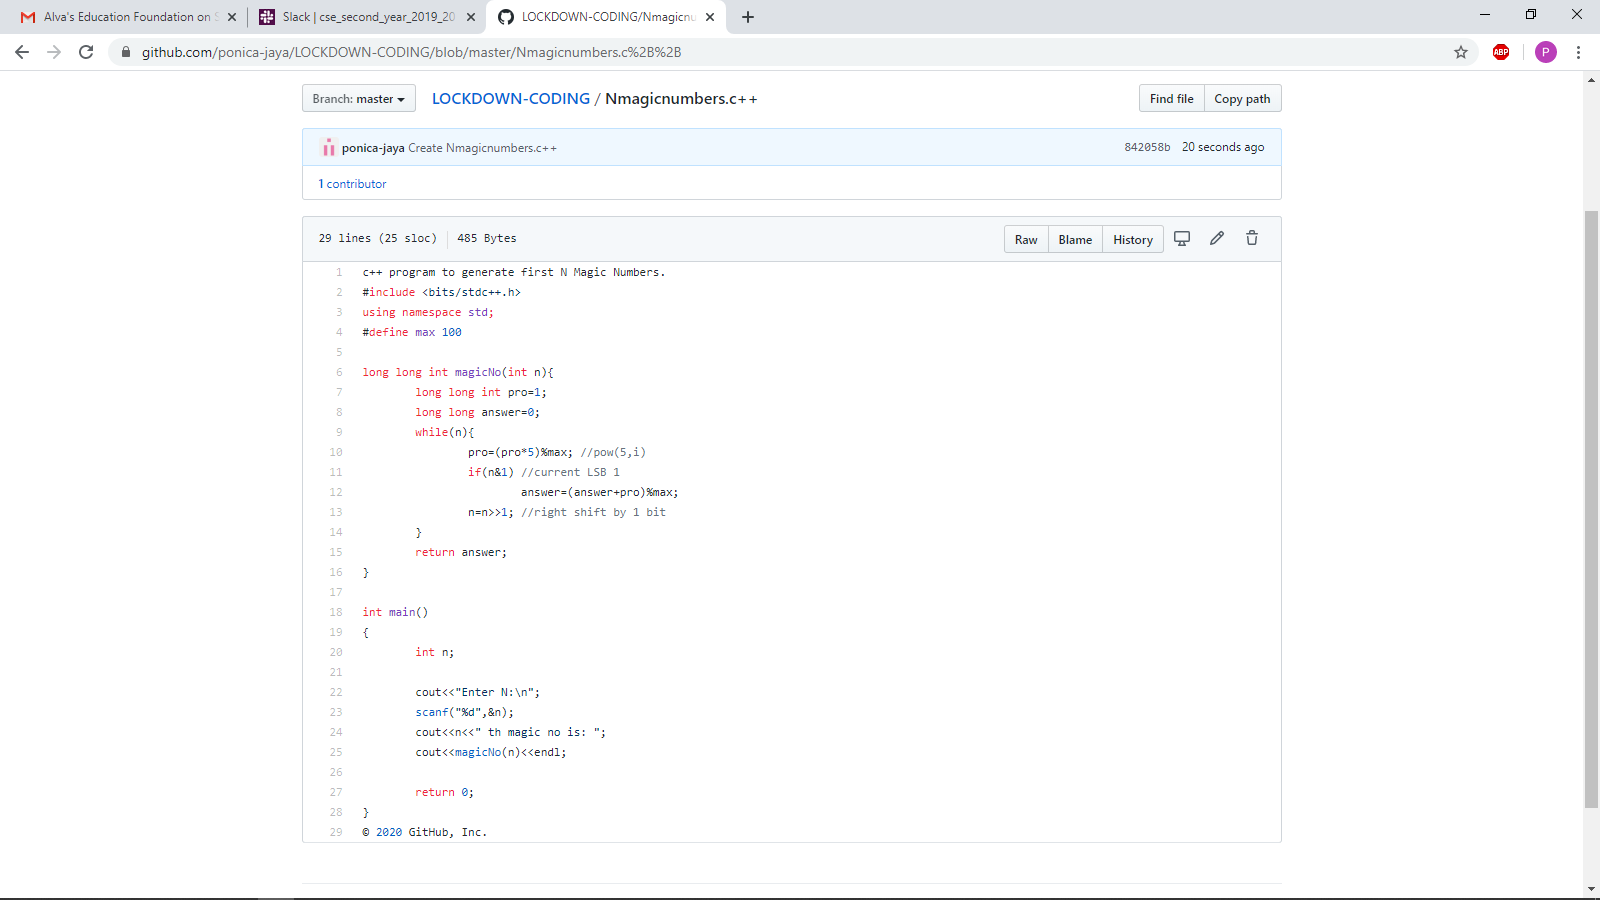 Alva's Education Foundation on S
Slack | cse_second_year_2019_20
LOCKDOWN-CODING/Nmagicnu
github.com/ponica-jaya/LOCKDOWN-CODING/blob/master/Nmagicnumbers.c%2B%2B
ABP
P
Branch: master
LOCKDOWN-CODING / Nmagicnumbers.c++
Find file
Copy path
ponica-jaya Create Nmagicnumbers.c++
842058b 20 seconds ago
1 contributor
29 lines (25 sloc) 485 Bytes
Raw
Blame
History
1 c++ program to generate first N Magic Numbers.
2 #include <bits/stdc++.h>
3 using namespace std;
4 #define max 100
5
6 long long int magicNo(int n){
7 long long int pro=1;
8 long long answer=0;
9 while(n){
10 pro=(pro*5)%max; //pow(5,i)
11 if(n&1) //current LSB 1
12 answer=(answer+pro)%max;
13 n=n>>1; //right shift by 1 bit
14 }
15 return answer;
16 }
17
18 int main()
19 {
20 int n;
21
22 cout<<"Enter N:\n";
23 scanf("%d",&n);
24 cout<<n<<" th magic no is: ";
25 cout<<magicNo(n)<<endl;
26
27 return 0;
28 }
29 © 2020 GitHub, Inc.